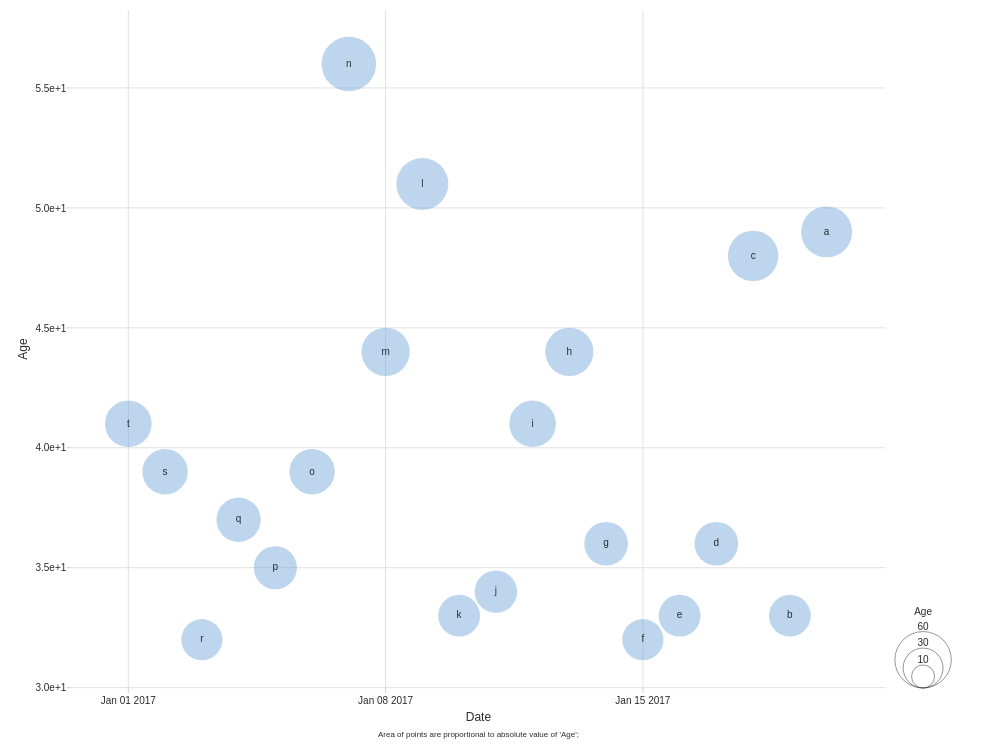 n
5.5e+1
l
5.0e+1
a
c
4.5e+1
m
h
Age
t
i
4.0e+1
s
o
q
g
d
p
3.5e+1
j
k
e
b
r
f
Age
60
30
10
3.0e+1
Jan 01 2017
Jan 08 2017
Jan 15 2017
Date
Area of points are proportional to absolute value of 'Age';